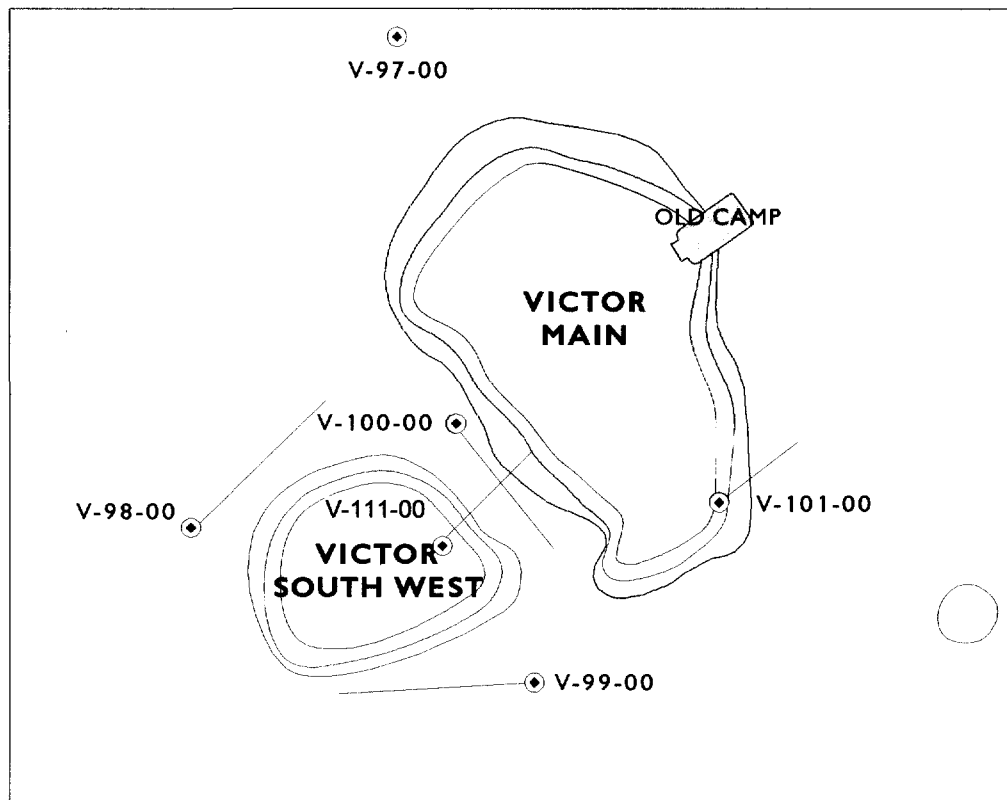 V-97-00
OLD CAMP
VICTOR
MAIN
V-100-00
V-98-00
V-111-00
V-101-00
VICTOR
SOUTH WEST
V-99-00